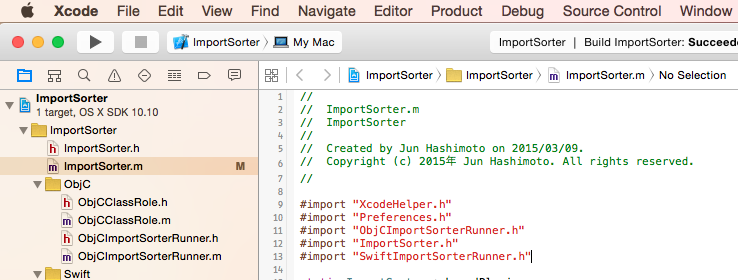 Xcode File Edit View Find Navigate Editor Product Debug Source Control Window
ImportSorter My Mac ImportSorter | Build ImportSorter: Succeede
ImportSorter ImportSorter ImportSorter.m No Selection
ImportSorter
1 target, OS X SDK 10.10
ImportSorter
ImportSorter.h
ImportSorter.m M
ObjC
ObjCClassRole.h
ObjCClassRole.m
ObjCImportSorterRunner.h
ObjCImportSorterRunner.m
Swift
1 //
2 // ImportSorter.m
3 // ImportSorter
4 //
5 // Created by Jun Hashimoto on 2015/03/09.
6 // Copyright (c) 2015年 Jun Hashimoto. All rights reserved.
7 //
8
9 #import "XcodeHelper.h"
10 #import "Preferences.h"
11 #import "ObjCImportSorterRunner.h"
12 #import "ImportSorter.h"
13 #import "SwiftImportSorterRunner.h"